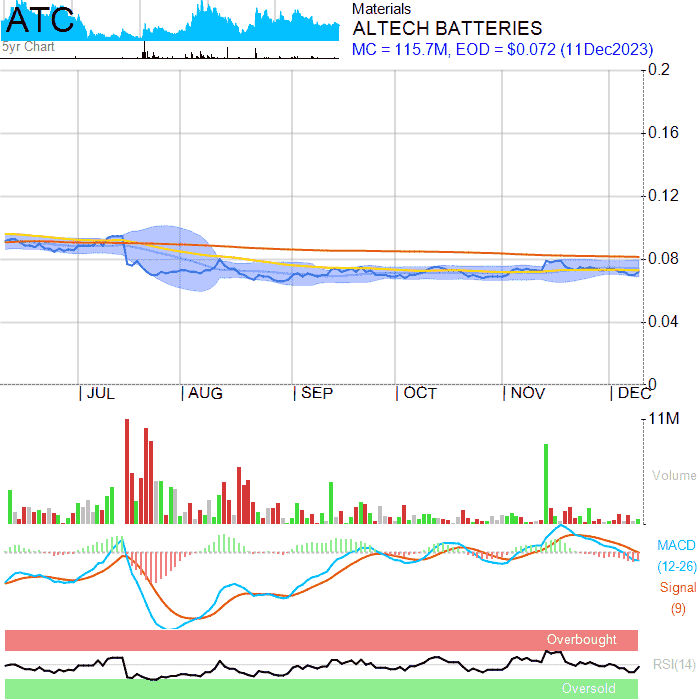 ATC
5yr Chart
Materials
ALTECH BATTERIES
MC = 115.7M, EOD = $0.072 (11Dec2023)
0.2
0.16
0.12
0.08
0.04
0
JUL
AUG
SEP
OCT
NOV
DEC
11M
Volume
MACD
(12-26)
Signal
(9)
Overbought
RSI(14)
Oversold